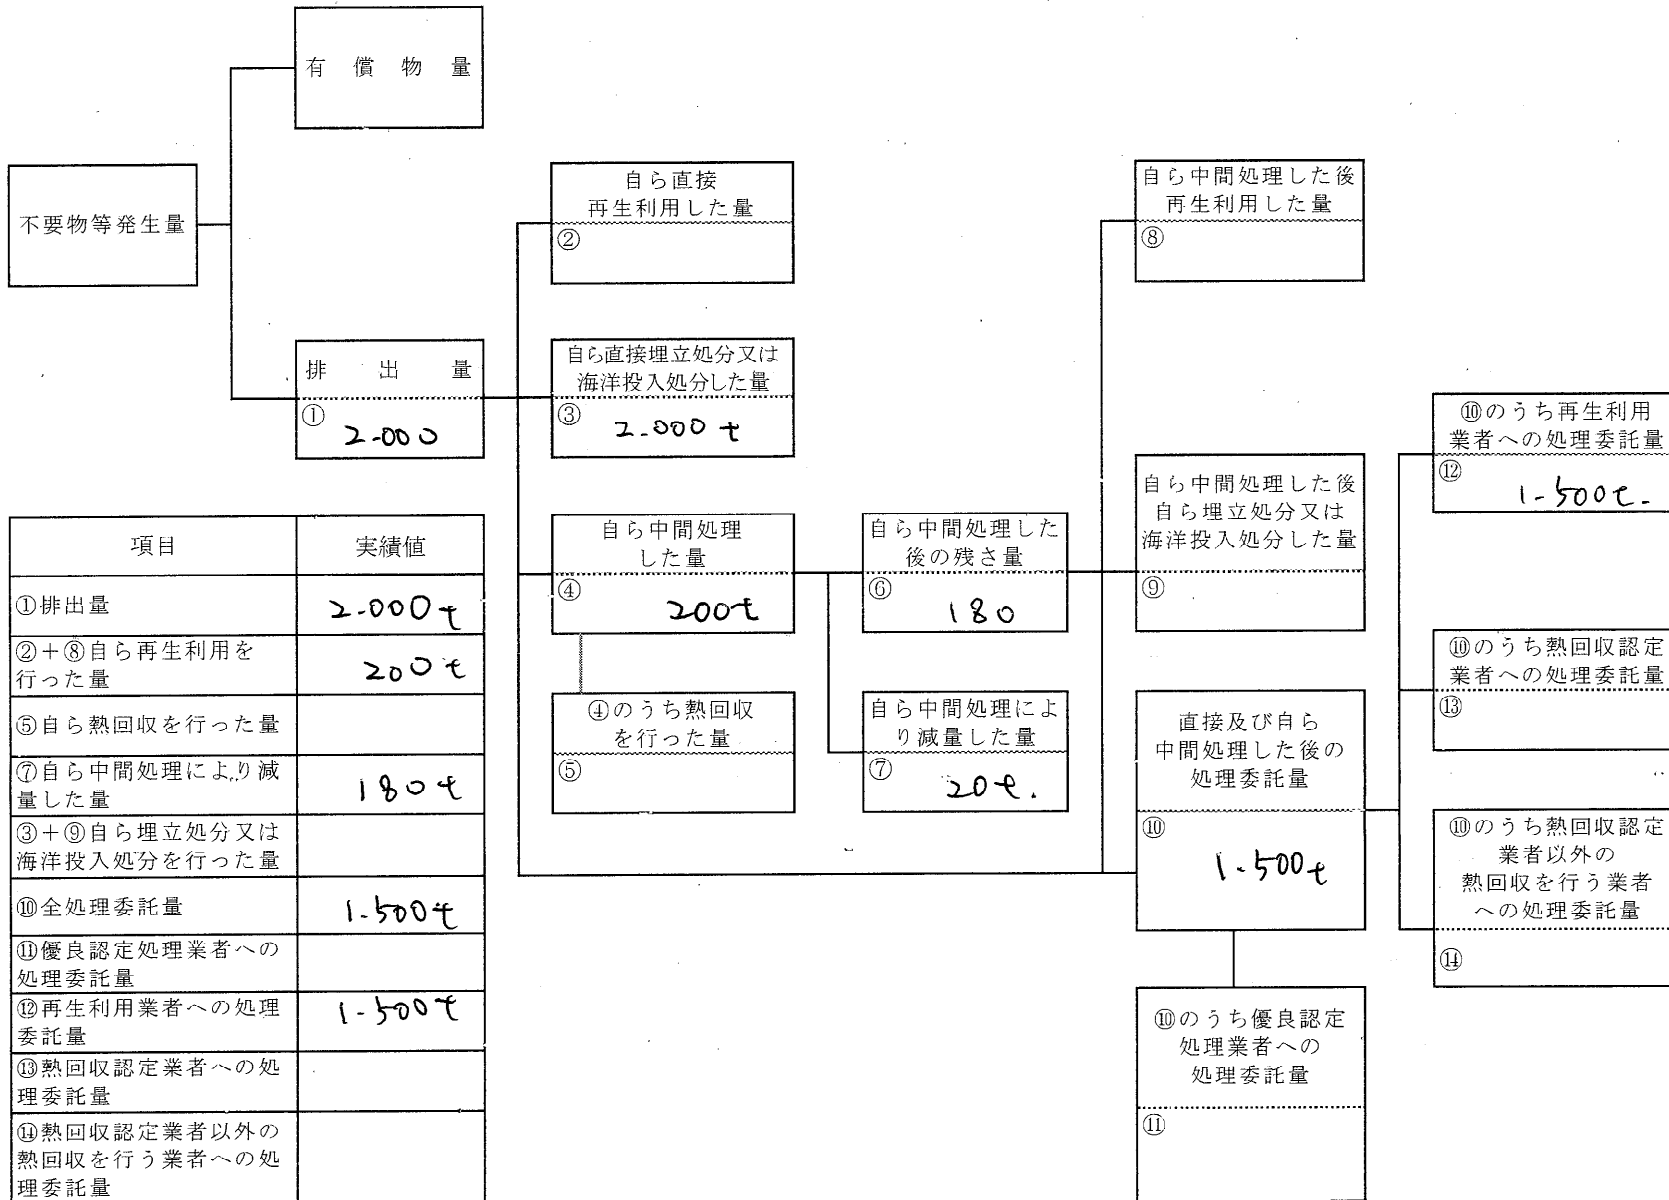 有償物量
不要物等発生量
排出量
①
2.000
自ら直接
再生利用した量
②
自ら直接埋立処分又は
海洋投入処分した量
③
2.000t
自ら中間処理
した量
④
200t
④のうち熱回収
を行った量
⑤
自ら中間処理した
後の残さ量
⑥
180
自ら中間処理によ
り減量した量
⑦
20t.
自ら中間処理した後
再生利用した量
⑧
自ら中間処理した後
自ら埋立処分又は
海洋投入処分した量
⑨
直接及び自ら
中間処理した後の
処理委託量
⑩
1.500t
⑩のうち優良認定
処理業者への
処理委託量
⑪
⑩のうち再生利用
業者への処理委託量
⑫
1.500t.
⑩のうち熱回収認定
業者への処理委託量
⑬
⑩のうち熱回収認定
業者以外の
熱回収を行う業者
への処理委託量
⑭
項目 実績値
①排出量 2.000t
②+⑧自ら再生利用を
行った量 200t
⑤自ら熱回収を行った量
⑦自ら中間処理により減
量した量 180t
③+⑨自ら埋立処分又は
海洋投入処分を行った量
⑩全処理委託量 1.500t
⑪優良認定処理業者への
処理委託量
⑫再生利用業者への処理
委託量 1.500t
⑬熱回収認定業者への処
理委託量
⑭熱回収認定業者以外の
熱回収を行う業者への処
理委託量